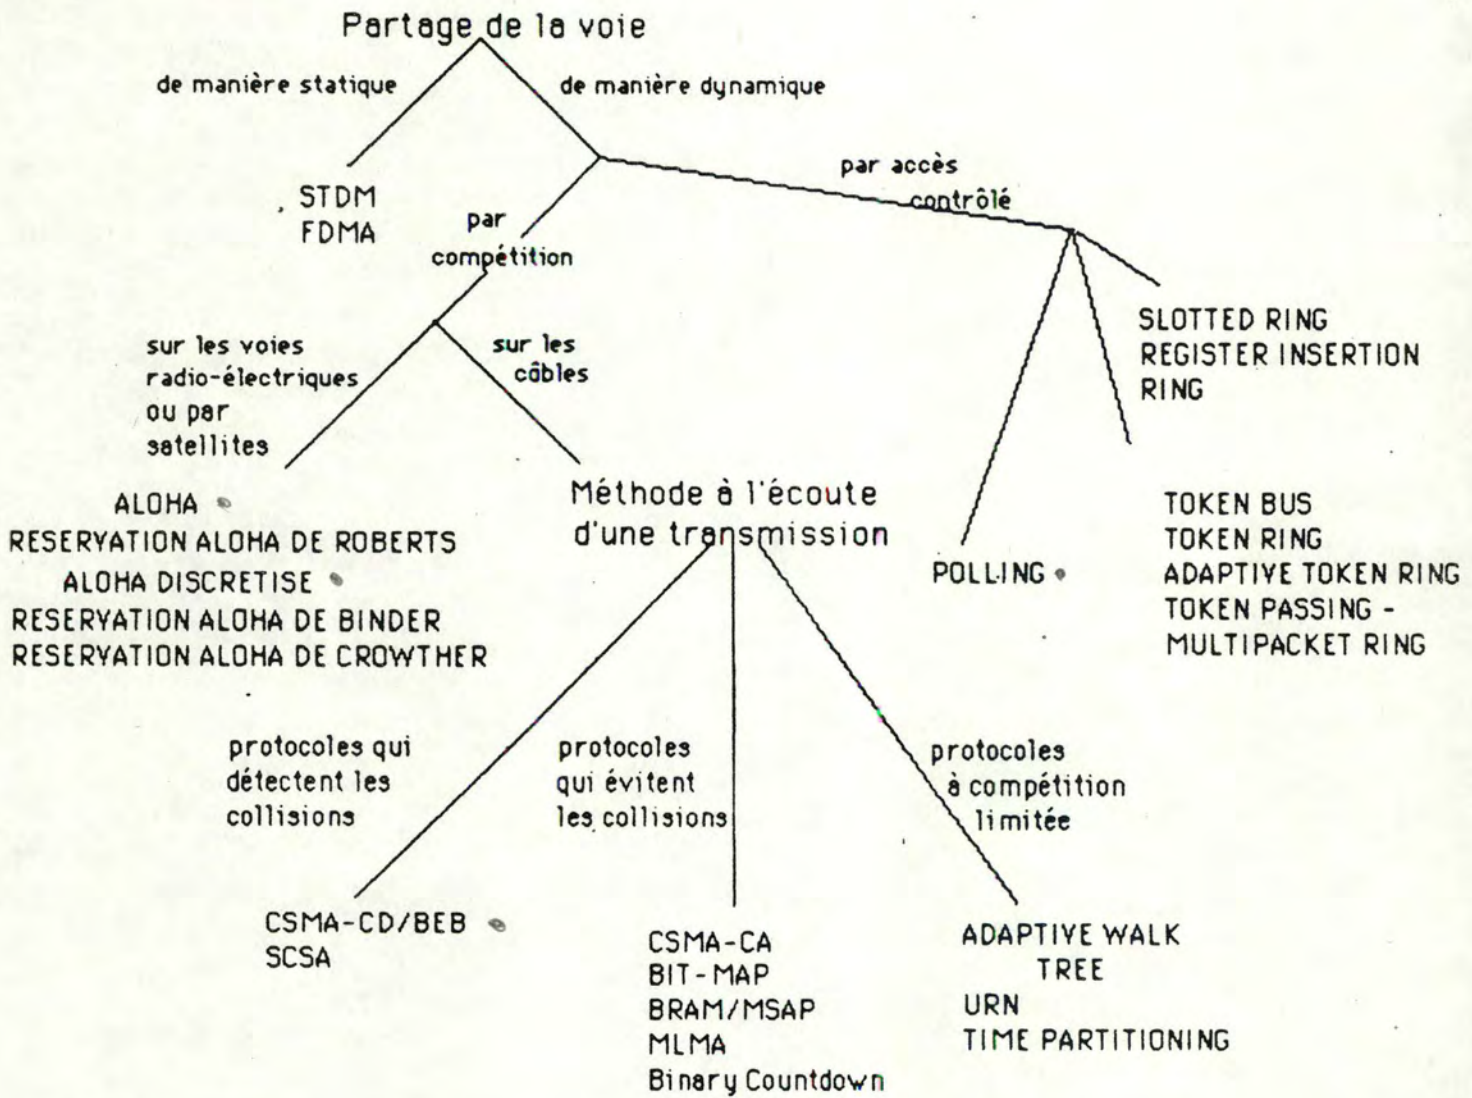 Partage de la voie
de manière statique
de manière dynamique
par accès
contrôlé
STDM
FDMA
par
compétition
SLOTTED RING
REGISTER INSERTION
RING
sur les voies
radio-électriques
ou par
satellites
sur les
câbles
ALOHA
RESERVATION ALOHA DE ROBERTS
ALOHA DISCRETISE
RESERVATION ALOHA DE BINDER
RESERVATION ALOHA DE CROWTHER
Méthode à l'écoute
d'une transmission
POLLING
TOKEN BUS
TOKEN RING
ADAPTIVE TOKEN RING
TOKEN PASSING -
MULTIPACKET RING
protocoles qui
détectent les
collisions
protocoles
qui évitent
les collisions
protocoles
à compétition
limitée
CSMA-CD/BEB
SCSA
CSMA-CA
BIT-MAP
BRAM/MSAP
MLMA
Binary Countdown
ADAPTIVE WALK
TREE
URN
TIME PARTITIONING